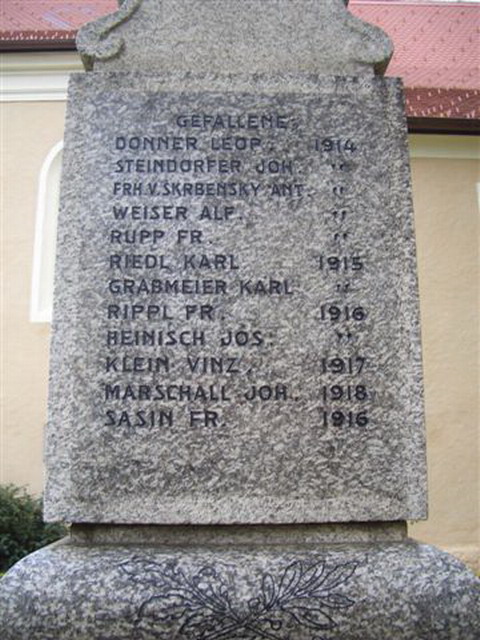 GEFALLENE
DONNER LEOP. 1914
STEINDORFER JOH. "
FRH.V.SKRBENSKY ANT. "
WEISER ALF. "
RUPP FR. "
RIEDL KARL 1915
GRABMEIER KARL "
RIPPL FR. 1916
HEINISCH JOS. "
KLEIN VINZ. 1917
MARSCHALL JOH. 1918
SASIN FR. 1916